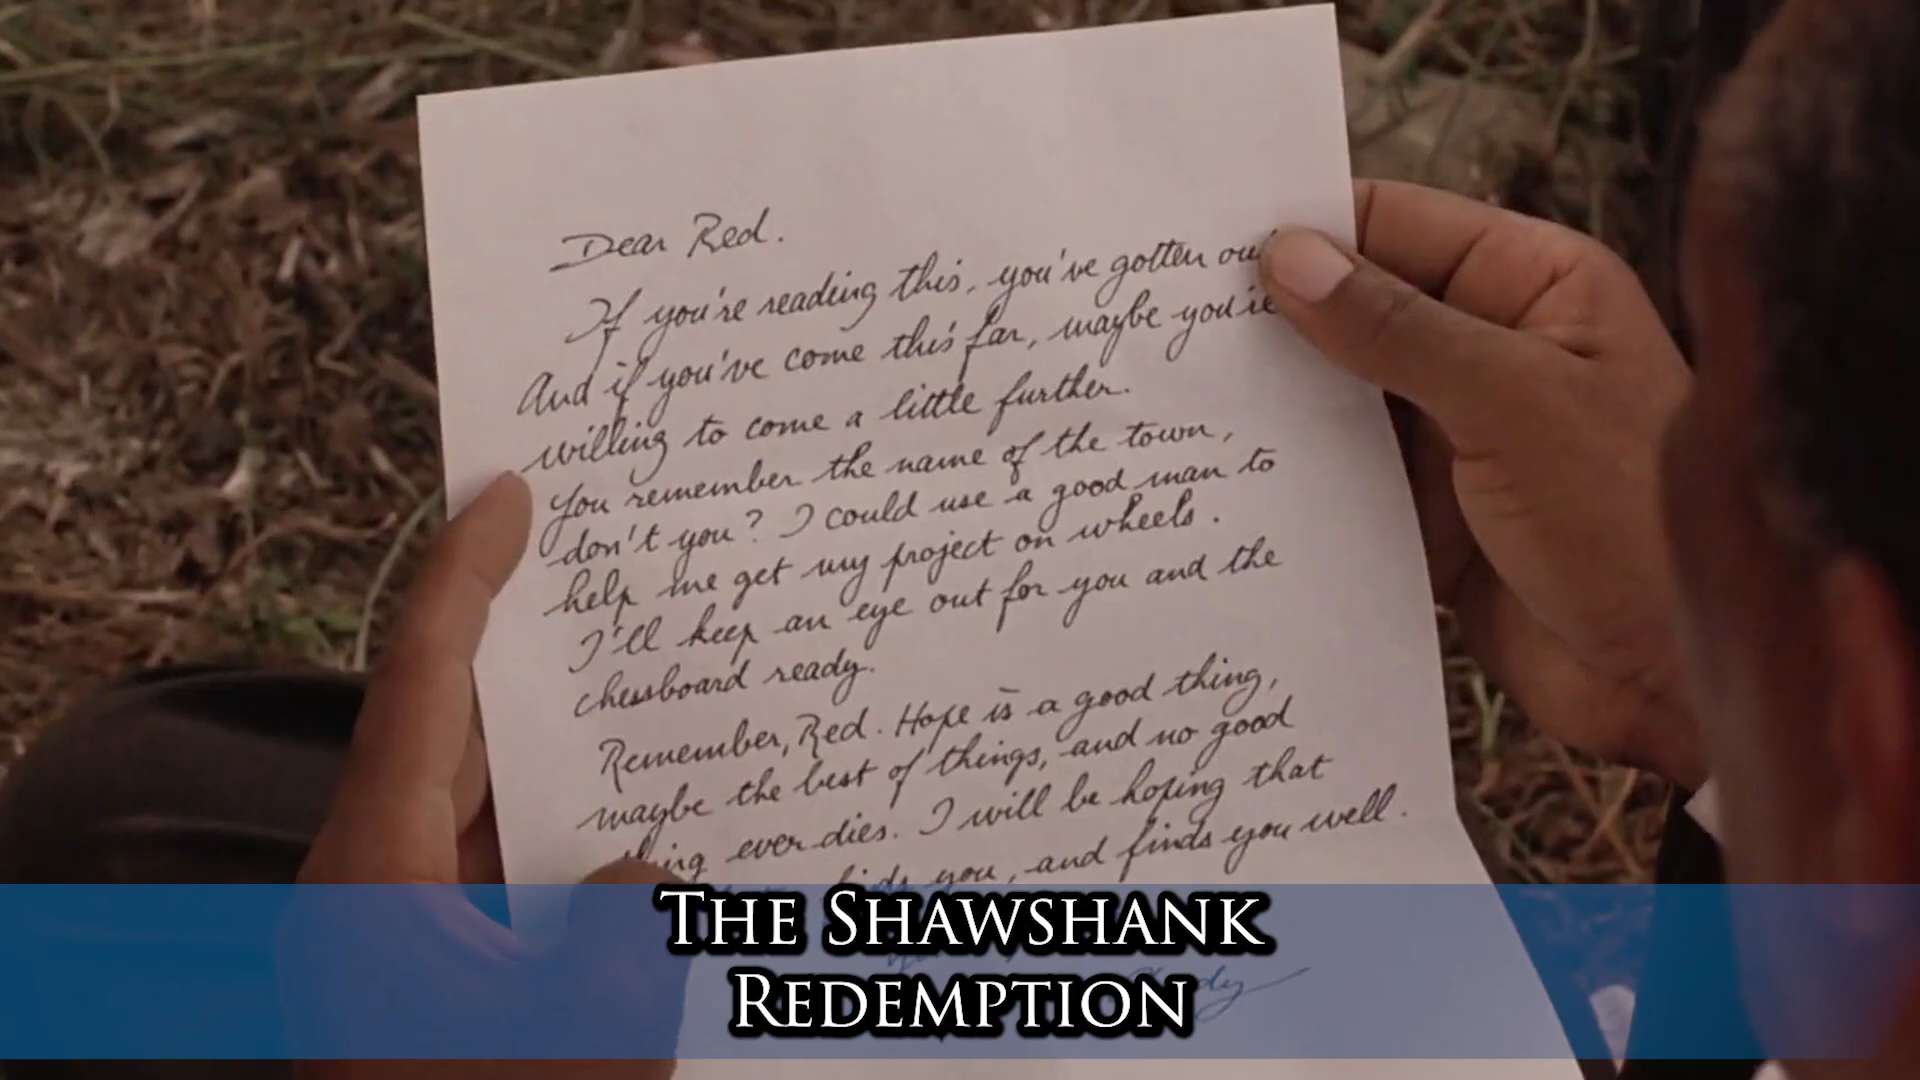 Dear Red.
If you're reading this, you've gotten out
And if you've come this far, maybe you're
willing to come a little further.
You remember the name of the town,
don't you? I could use a good man to
help me get my project on wheels.
I'll keep an eye out for you and the
chessboard ready.
Remember, Red. Hope is a good thing,
maybe the best of things, and no good
thing ever dies. I will be hoping that
finds you, and finds you well.
THE SHAWSHANK
REDEMPTION